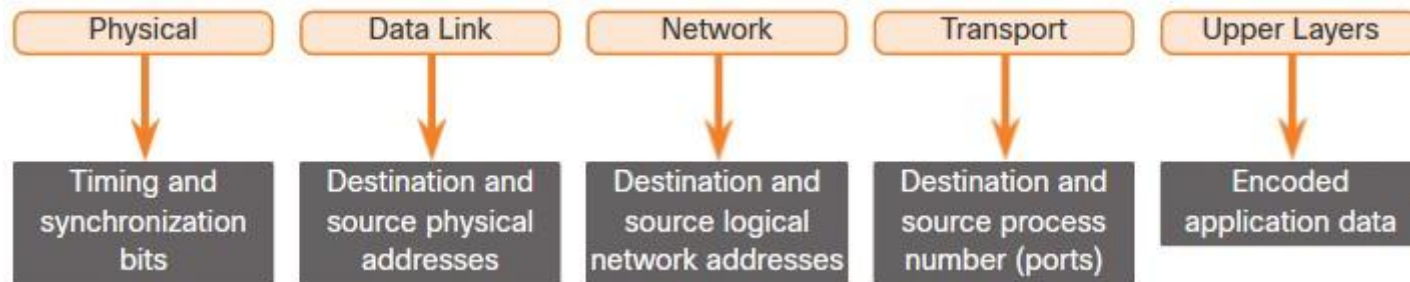 Physical
Data Link
Network
Transport
Upper Layers
Timing and
synchronization
bits
Destination and
source physical
addresses
Destination and
source logical
network addresses
Destination and
source process
number (ports)
Encoded
application data